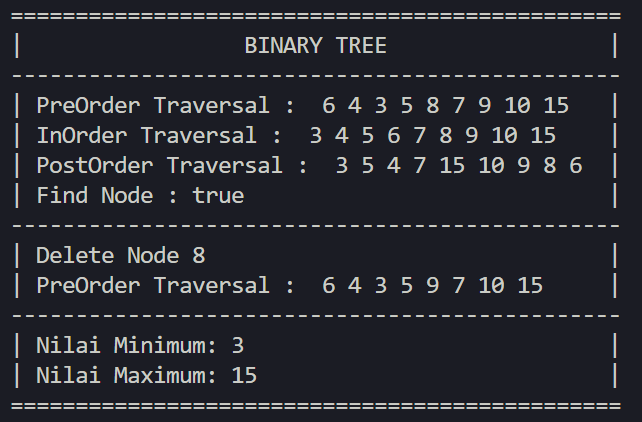 ===============================================
| BINARY TREE |
-----------------------------------------------
| PreOrder Traversal :  6 4 3 5 8 7 9 10 15 |
| InOrder Traversal :  3 4 5 6 7 8 9 10 15 |
| PostOrder Traversal :  3 5 4 7 15 10 9 8 6 |
| Find Node : true |
-----------------------------------------------
| Delete Node 8 |
| PreOrder Traversal :  6 4 3 5 9 7 10 15 |
-----------------------------------------------
| Nilai Minimum: 3 |
| Nilai Maximum: 15 |
===============================================